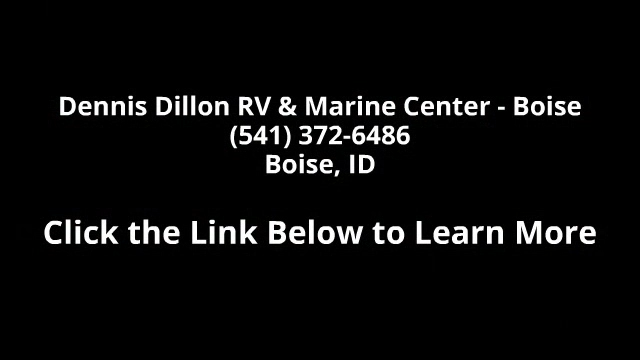 Dennis Dillon RV & Marine Center - Boise
(541) 372-6486
Boise, ID
Click the Link Below to Learn More